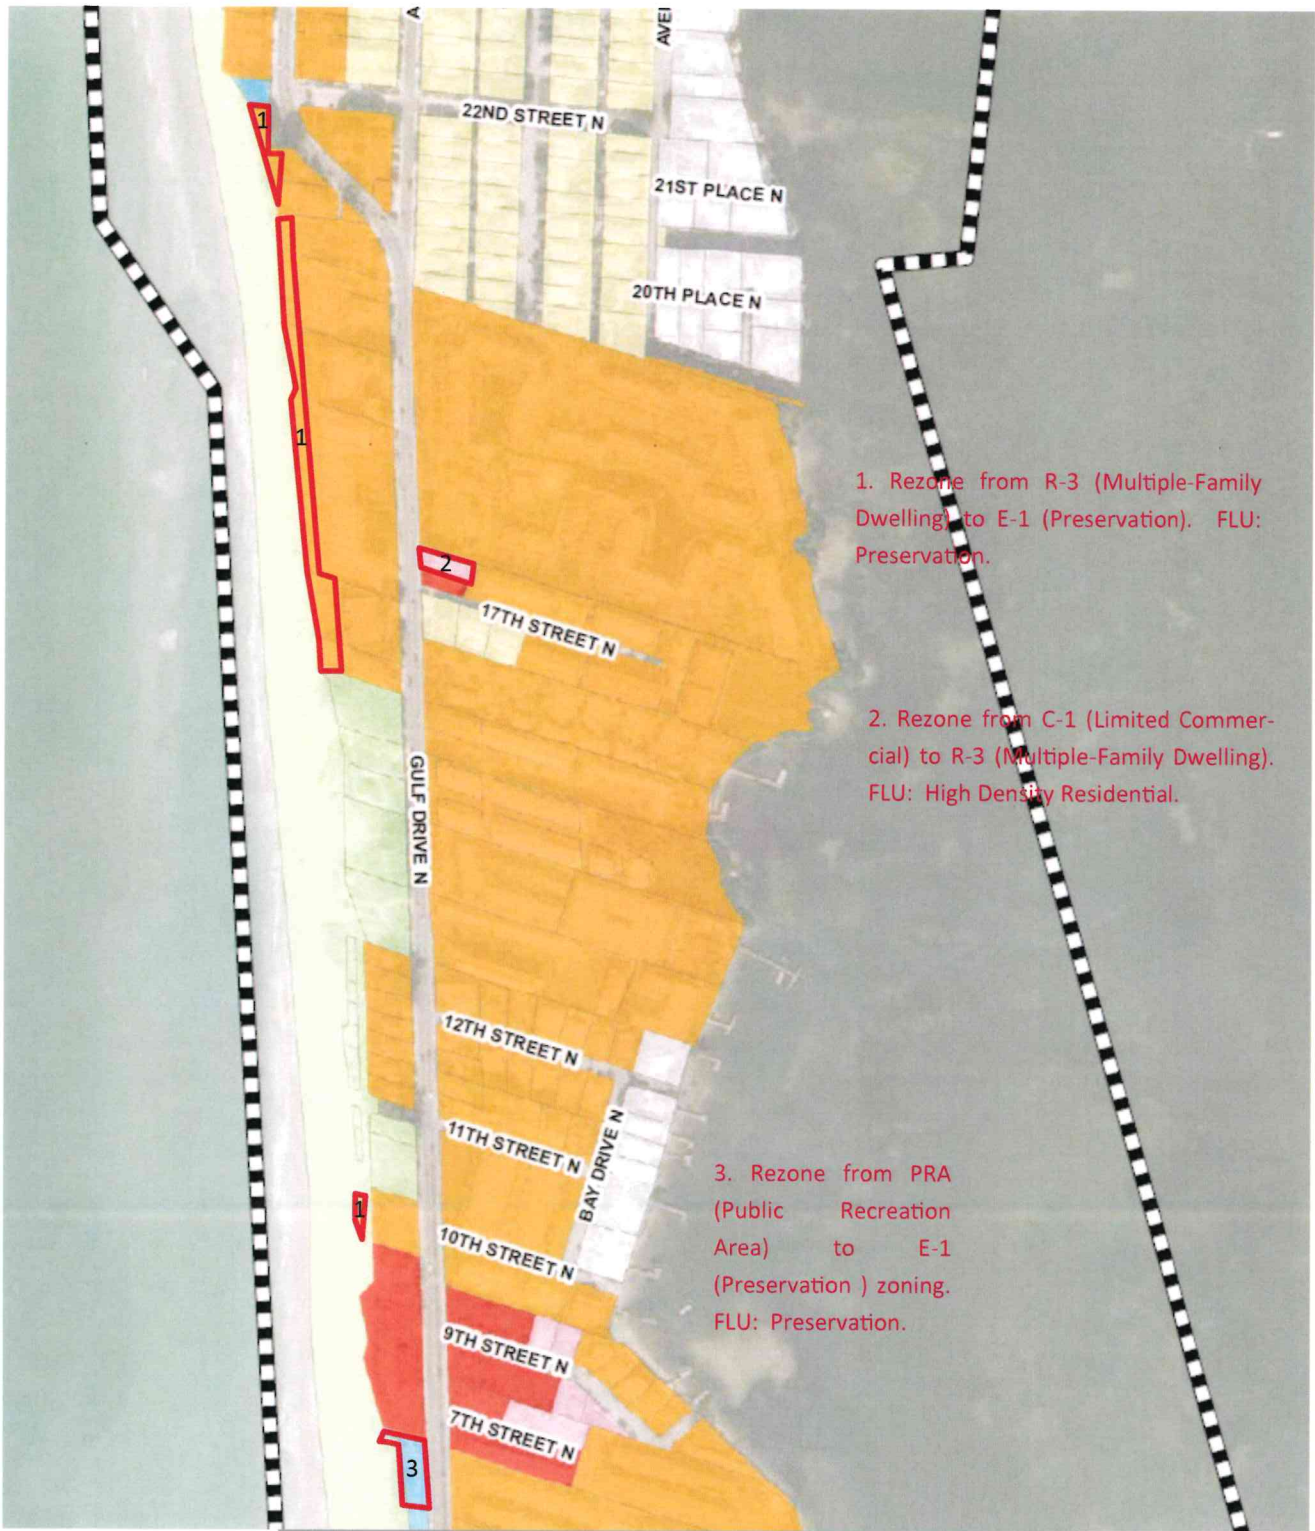 A
AVE
22ND STREET N
1
21ST PLACE N
20TH PLACE N
1
1. Rezone from R-3 (Multiple-Family
Dwelling) to E-1 (Preservation). FLU:
Preservation.
2
17TH STREET N
2. Rezone from C-1 (Limited Commer-
cial) to R-3 (Multiple-Family Dwelling).
FLU: High Density Residential.
GULF DRIVE N
12TH STREET N
11TH STREET N
BAY DRIVE N
3. Rezone from PRA
(Public Recreation
Area) to E-1
(Preservation ) zoning.
FLU: Preservation.
1
10TH STREET N
9TH STREET N
7TH STREET N
3